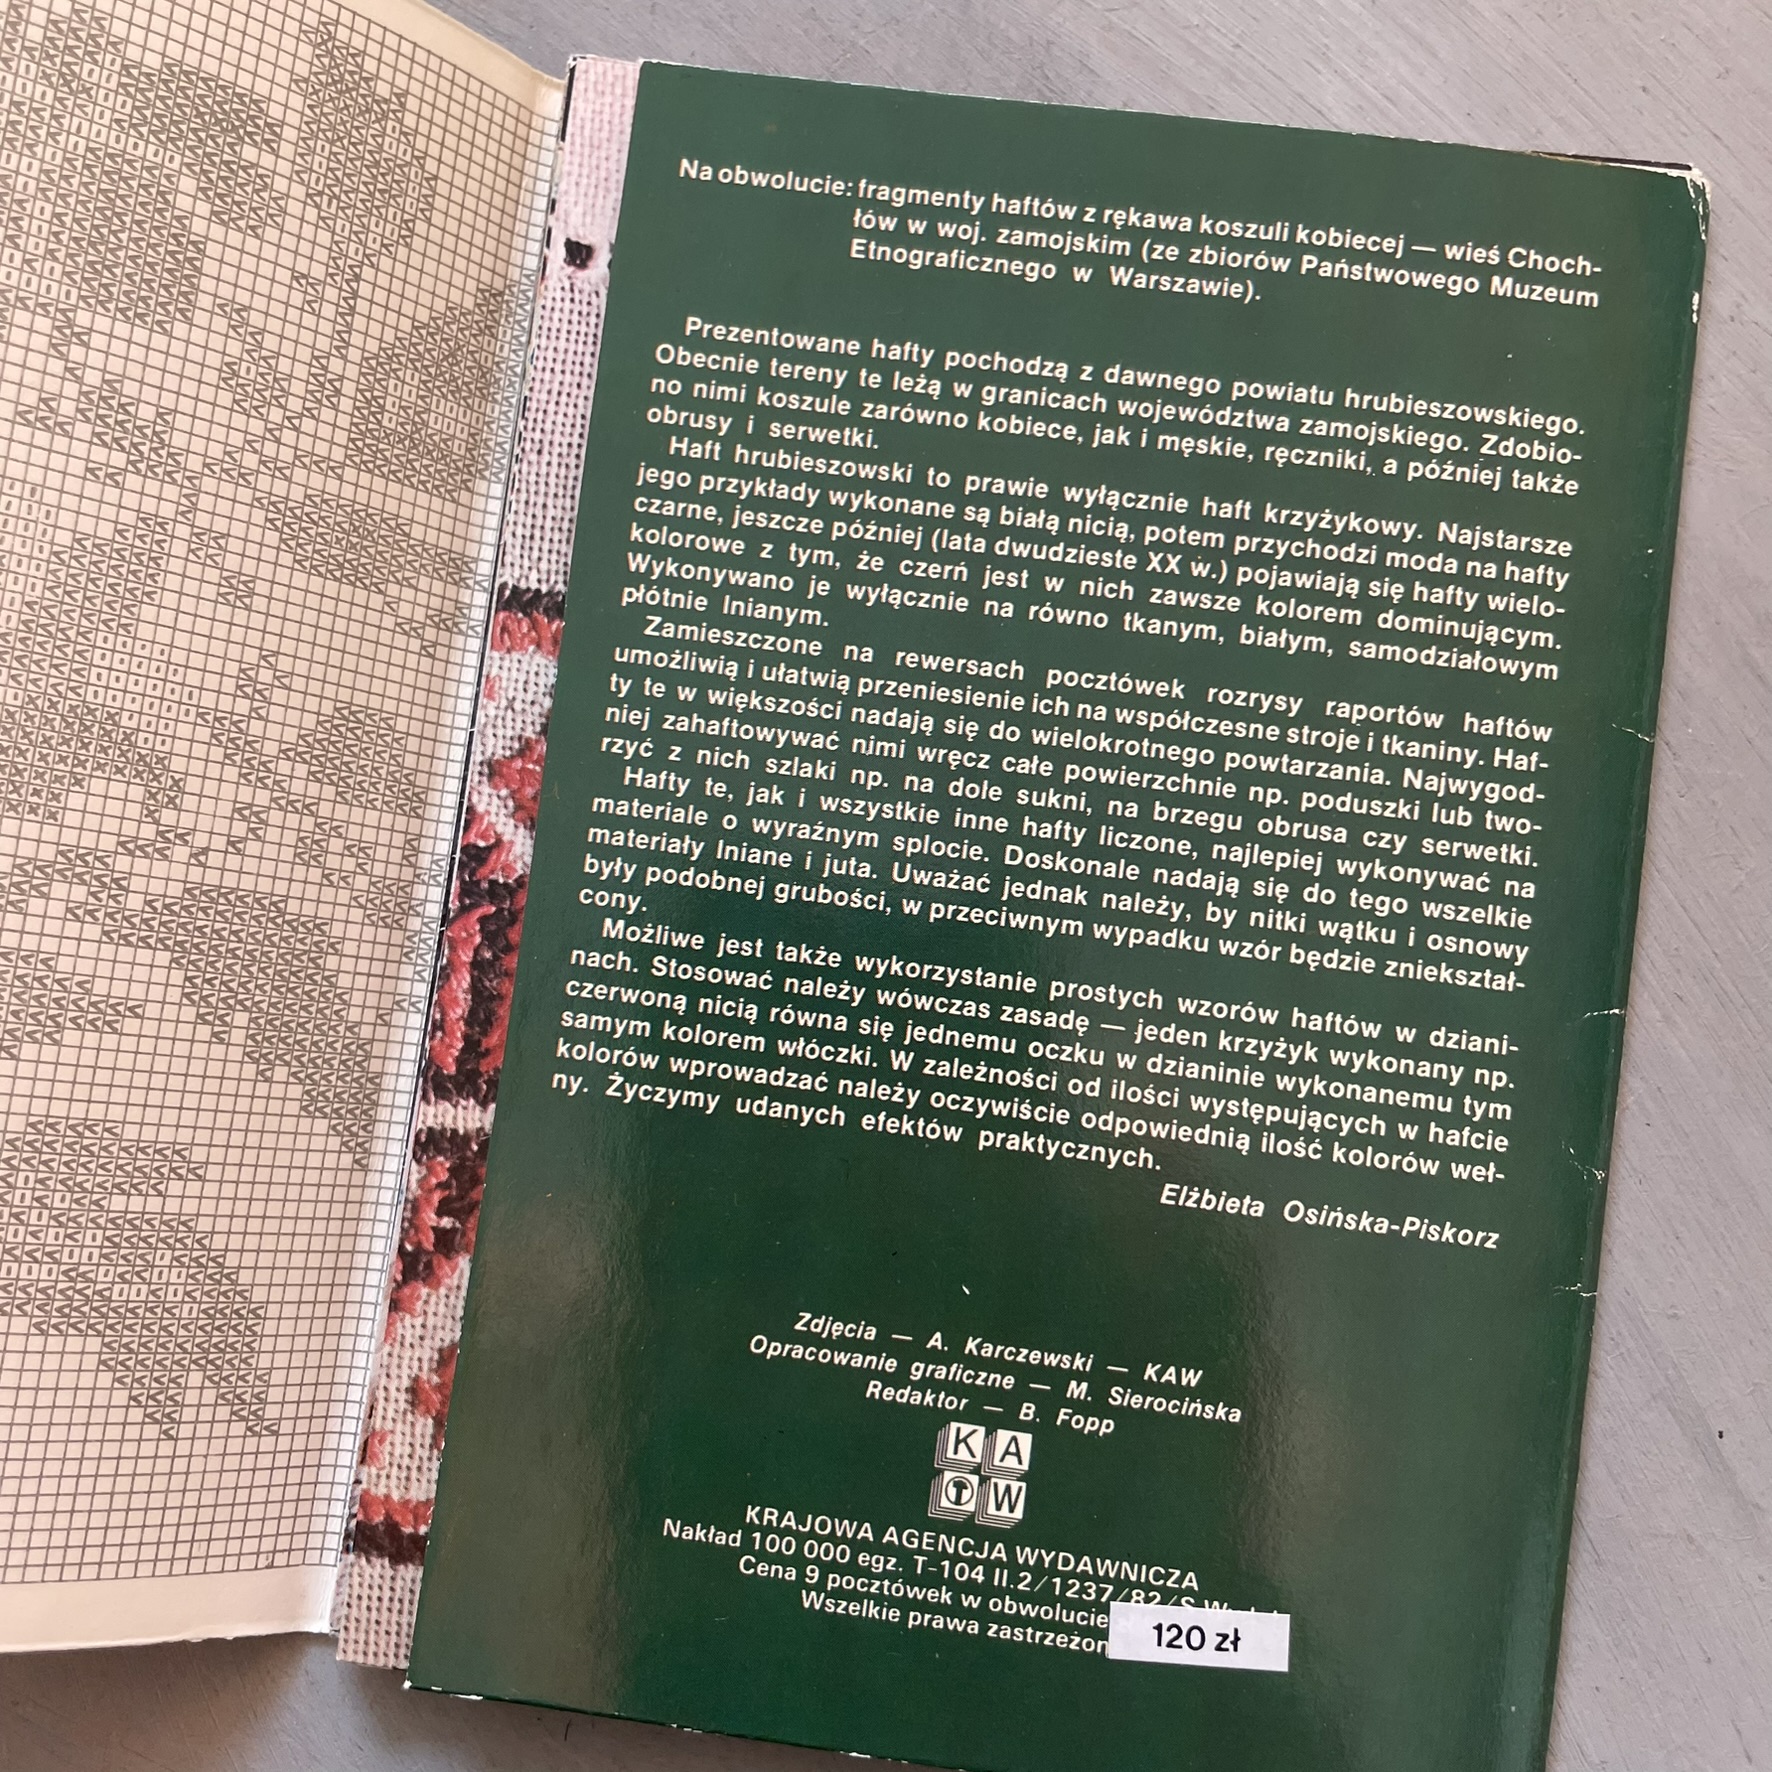 Na obwolucie: fragmenty haftów z rękawa koszuli kobiecej — wieś Choch-
łów w woj. zamojskim (ze zbiorów Państwowego Muzeum
Etnograficznego w Warszawie).
Prezentowane hafty pochodzą z dawnego powiatu hrubieszowskiego.
Obecnie tereny te leżą w granicach województwa zamojskiego. Zdobio-
no nimi koszule zarówno kobiece, jak i męskie, ręczniki, a później także
obrusy i serwetki.
Haft hrubieszowski to prawie wyłącznie haft krzyżykowy. Najstarsze
jego przykłady wykonane są białą nicią, potem przychodzi moda na hafty
czarne, jeszcze później (lata dwudzieste XX w.) pojawiają się hafty wielo-
kolorowe z tym, że czerń jest w nich zawsze kolorem dominującym.
Wykonywano je wyłącznie na równo tkanym, białym, samodziałowym
płótnie lnianym.
Zamieszczone na rewersach pocztówek rozrysy raportów haftów
umożliwią i ułatwią przeniesienie ich na współczesne stroje i tkaniny. Haf-
ty te w większości nadają się do wielokrotnego powtarzania. Najwygod-
niej zahaftowywać nimi wręcz całe powierzchnie np. poduszki lub two-
rzyć z nich szlaki np. na dole sukni, na brzegu obrusa czy serwetki.
Hafty te, jak i wszystkie inne hafty liczone, najlepiej wykonywać na
materiale o wyraźnym splocie. Doskonale nadają się do tego wszelkie
materiały lniane i juta. Uważać jednak należy, by nitki wątku i osnowy
były podobnej grubości, w przeciwnym wypadku wzór będzie zniekształ-
cony.
Możliwe jest także wykorzystanie prostych wzorów haftów w dziani-
nach. Stosować należy wówczas zasadę — jeden krzyżyk wykonany np.
czerwoną nicią równa się jednemu oczku w dzianinie wykonanemu tym
samym kolorem włóczki. W zależności od ilości występujących w hafcie
kolorów wprowadzać należy oczywiście odpowiednią ilość kolorów weł-
ny. Życzymy udanych efektów praktycznych.
Elżbieta Osińska-Piskorz
Zdjęcia — A. Karczewski — KAW
Opracowanie graficzne — M. Sierocińska
Redaktor — B. Fopp
K A
W
KRAJOWA AGENCJA WYDAWNICZA
Nakład 100 000 egz. T-104 II.2/1237/82/S
Cena 9 pocztówek w obwolucie
Wszelkie prawa zastrzeżon
120 zł